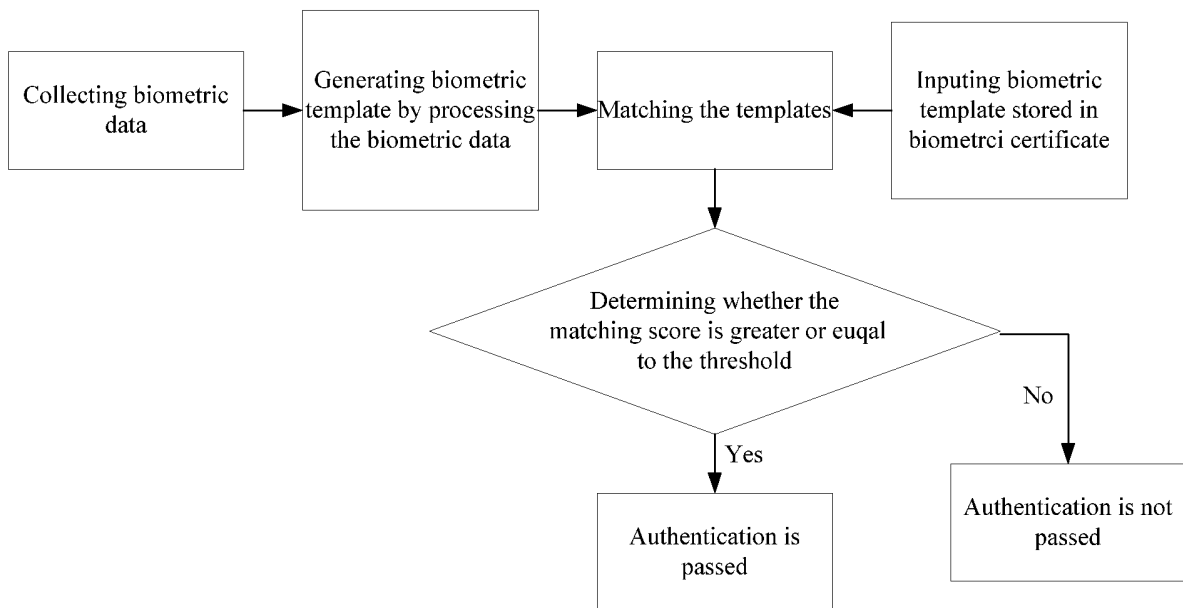 Collecting biometric
data
Generating biometric
template by processing
the biometric data
Matching the templates
Inputing biometric
template stored in
biometrci certificate
Determining whether the
matching score is greater or euqal
to the threshold
No
Yes
Authentication is not
passed
Authentication is
passed